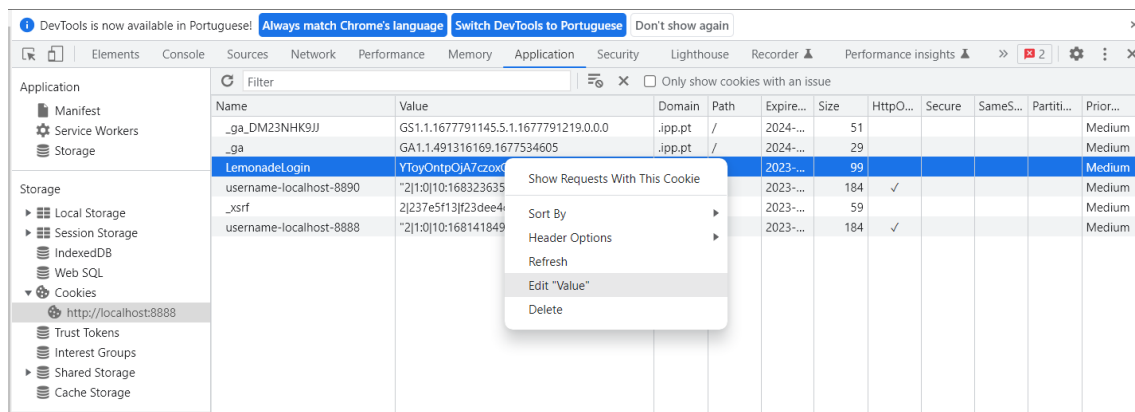 DevTools is now available in Portuguese! Always match Chrome's language Switch DevTools to Portuguese Don't show again
Elements Console Sources Network Performance Memory Application Security Lighthouse Recorder Performance insights 2
Application
Manifest
Service Workers
Storage
Storage
Local Storage
Session Storage
IndexedDB
Web SQL
Cookies
http://localhost:8888
Trust Tokens
Interest Groups
Shared Storage
Cache Storage
Filter Only show cookies with an issue
Name Value Domain Path Expire... Size HttpO... Secure SameS... Partiti... Prior...
_ga_DM23NHK9JJ GS1.1.1677791145.5.1.1677791219.0.0.0 .ipp.pt / 2024-... 51 Medium
_ga GA1.1.491316169.1677534605 .ipp.pt / 2024-... 29 Medium
LemonadeLogin 2023-... 99 Medium
username-localhost-8890 "2|1:0|10:168323635 2023-... 184 ✓ Medium
_xsrf 2|237e5f13|f23dee4 2023-... 59 Medium
username-localhost-8888 "2|1:0|10:168141849 2023-... 184 ✓ Medium
Show Requests With This Cookie
Sort By
Header Options
Refresh
Edit "Value"
Delete